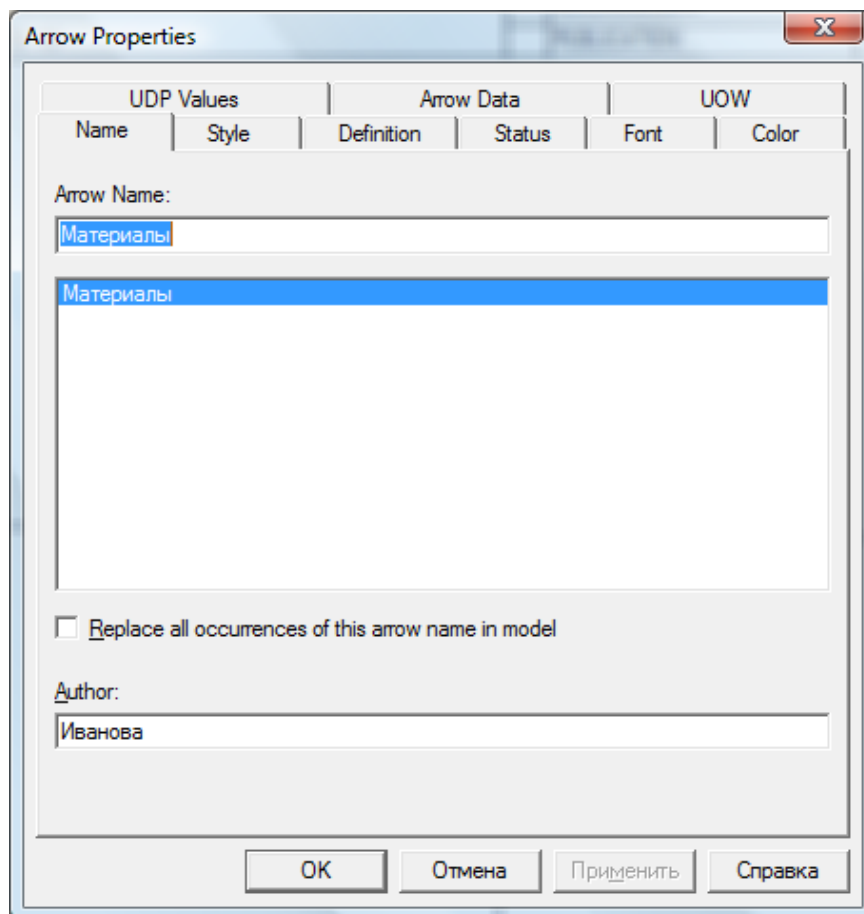 Arrow Properties
UDP Values Arrow Data UOW
Name Style Definition Status Font Color
Arrow Name:
Материалы
Материалы
Replace all occurrences of this arrow name in model
Author:
Иванова
OK Отмена Применить Справка